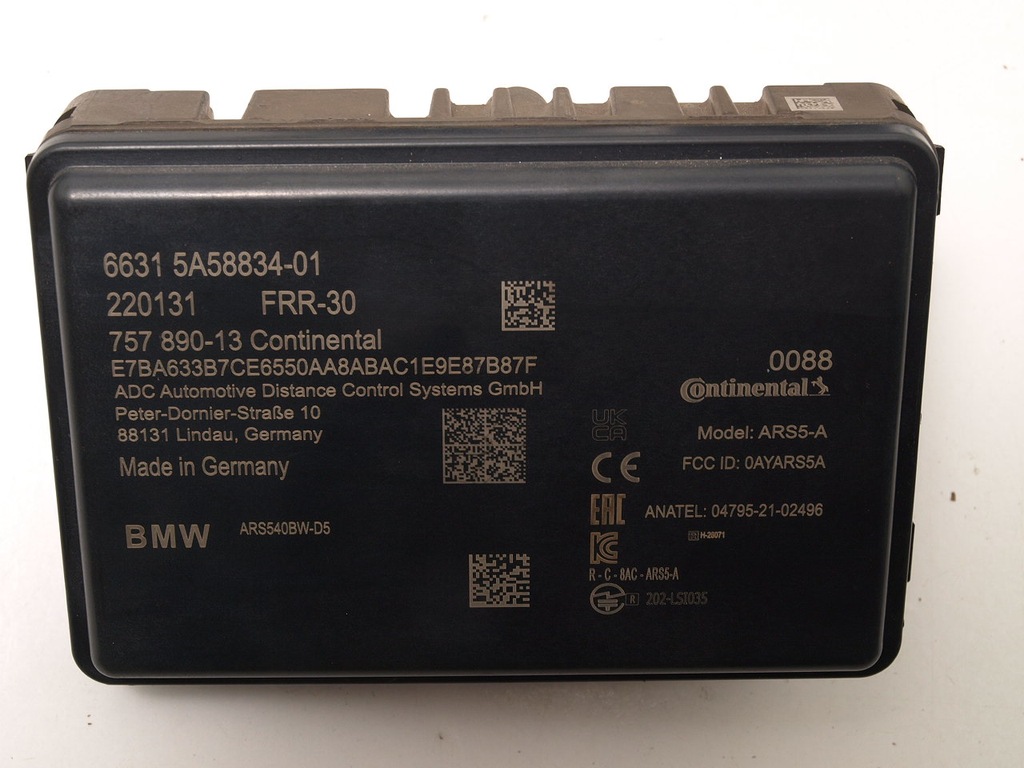 6631 5A58834-01
220131 FRR-30
757 890-13 Continental
E7BA633B7CE6550AA8ABAC1E9E87B87F
ADC Automotive Distance Control Systems GmbH
Peter-Dornier-Straße 10
88131 Lindau, Germany
Made in Germany
BMW ARS540BW-D5
0088
Continental
UK
CA
Model: ARS5-A
CE
FCC ID: 0AYARS5A
EAC ANATEL: 04795-21-02496
H-28071
KC
R - C - 8AC - ARS5-A
R 202-LSI035